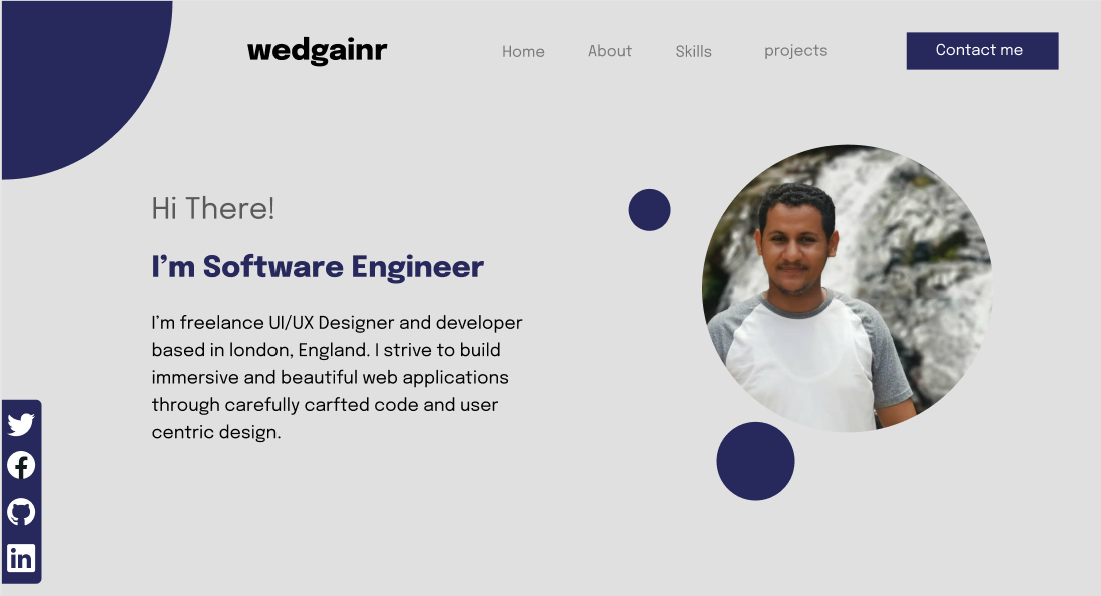 wedgainr
Home
About
Skills
projects
Contact me
Hi There!
I'm Software Engineer
I'm freelance UI/UX Designer and developer
based in london, England. I strive to build
immersive and beautiful web applications
through carefully carfted code and user
centric design.
in